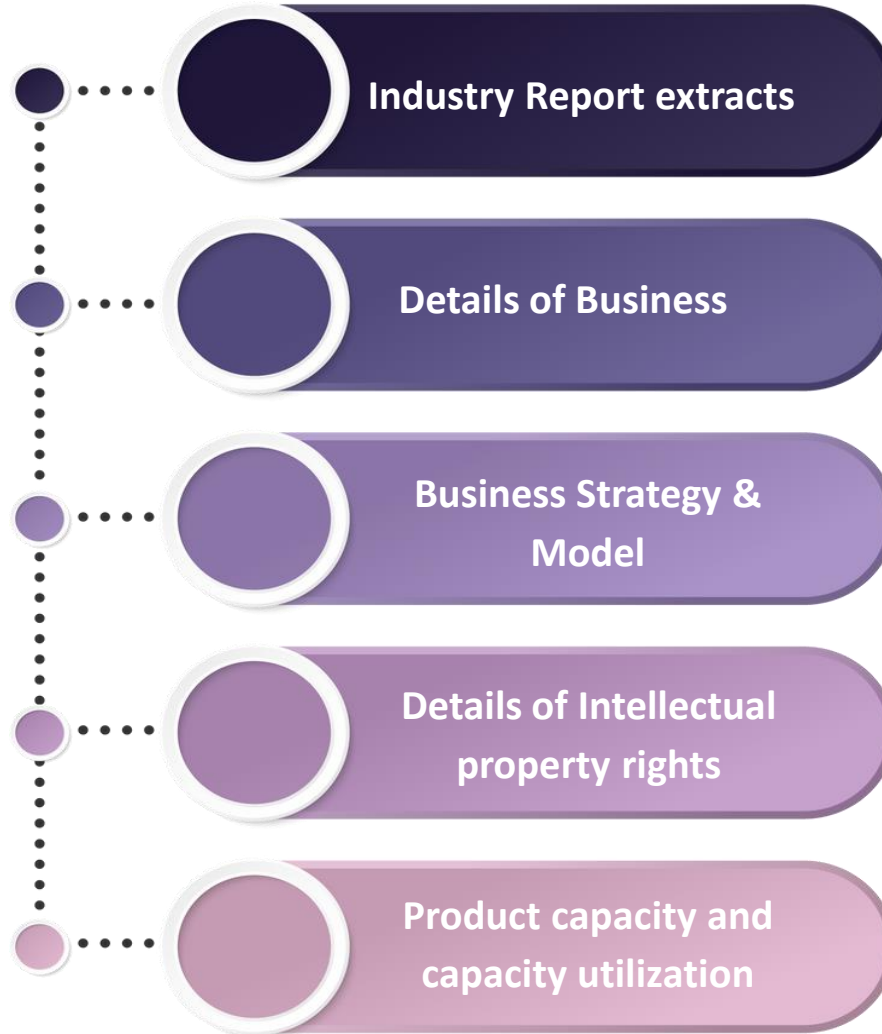 Industry Report extracts
Details of Business
Business Strategy &
Model
Details of Intellectual
property rights
Product capacity and
capacity utilization